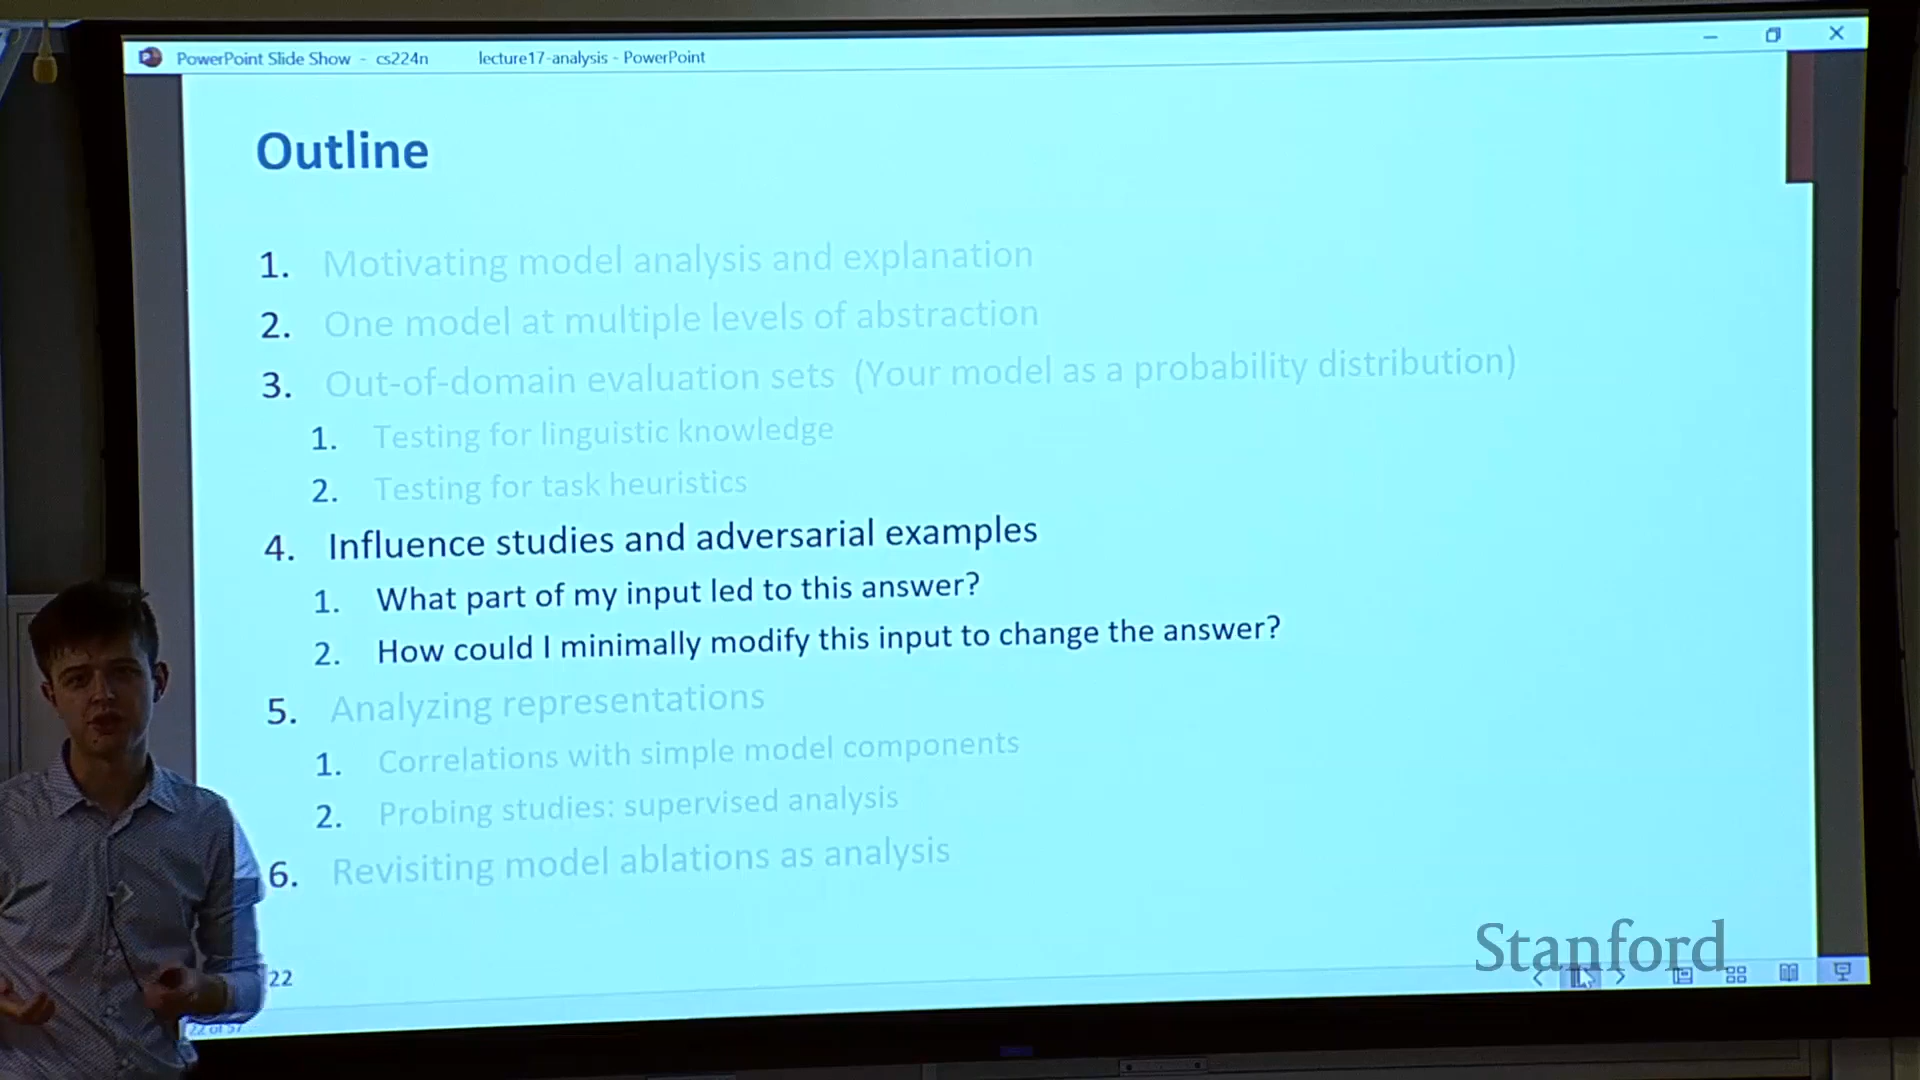 PowerPoint Slide Show - cs224n lecture17-analysis - PowerPoint
Outline
1. Motivating model analysis and explanation
2. One model at multiple levels of abstraction
3. Out-of-domain evaluation sets (Your model as a probability distribution)
1. Testing for linguistic knowledge
2. Testing for task heuristics
4. Influence studies and adversarial examples
1. What part of my input led to this answer?
2. How could I minimally modify this input to change the answer?
5. Analyzing representations
1. Correlations with simple model components
2. Probing studies: supervised analysis
6. Revisiting model ablations as analysis
Stanford
22
22 of 57